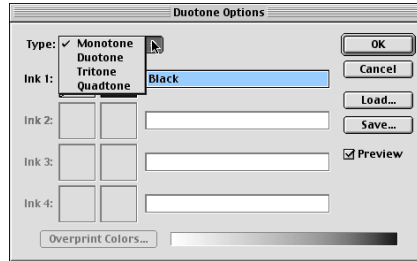 Duotone Options
Type: ✓ Monotone
Duotone
Tritone
Quadtone
Ink 1: Black
Ink 2:
Ink 3:
Ink 4:
Overprint Colors...
OK
Cancel
Load...
Save...
Preview